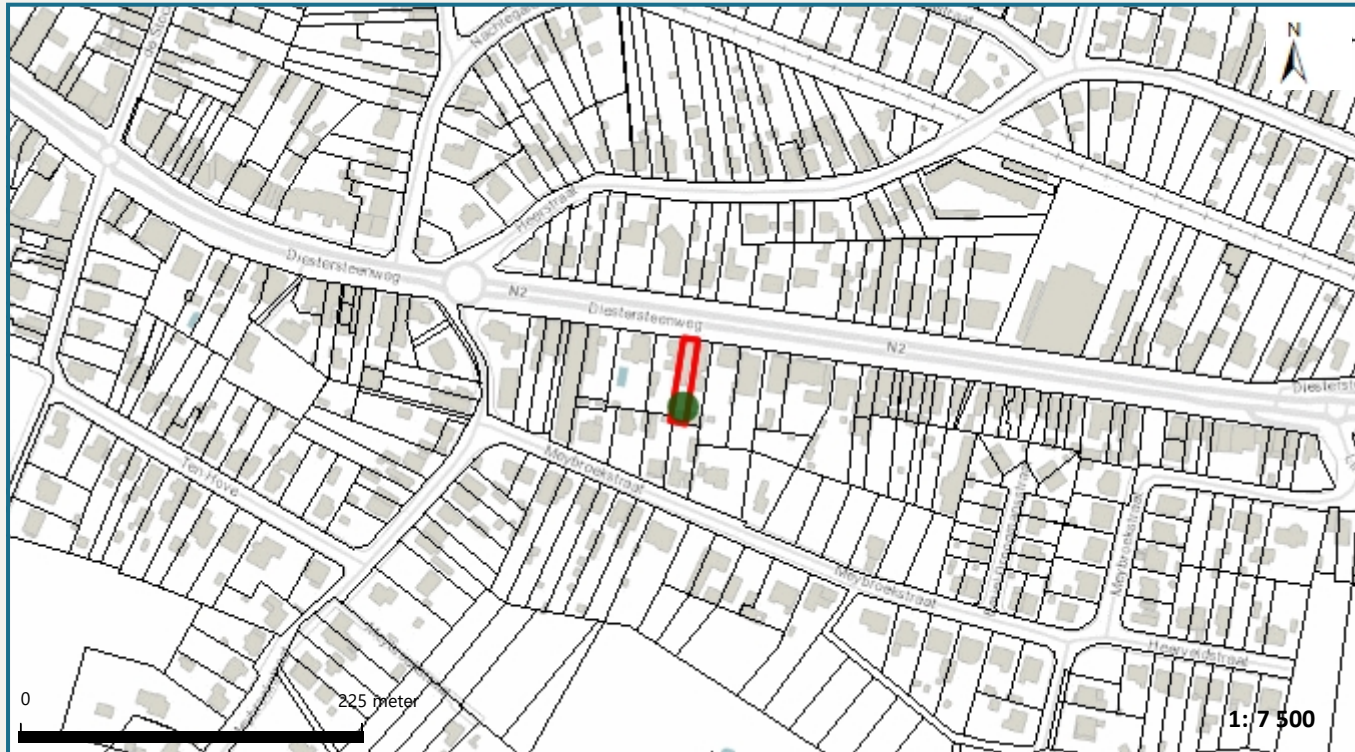 N
Diestersteenweg
Heerstraat
N2
Diestersteenweg
N2
Ten Hove
Meybroekstraat
Meybroekstraat
Meybroekstraat
Heerveldstraat
0
225 meter
1: 7 500